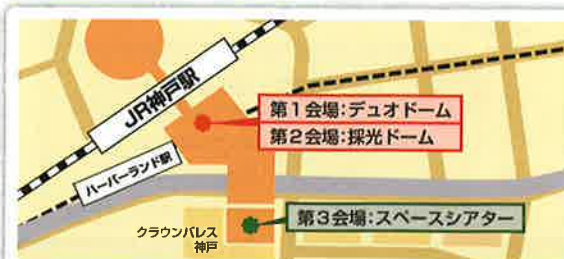 JR神戸駅
第1会場:デュオドーム
第2会場:採光ドーム
ハーバーランド駅
第3会場:スペースシアター
クラウンパレス
神戸